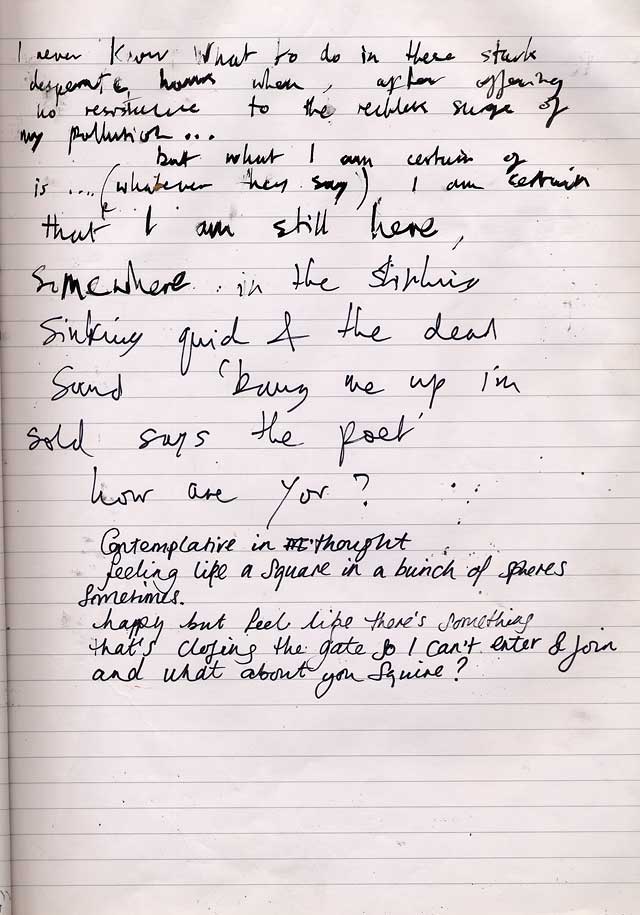 I never know what to do in these stark
desperate, hours when, after offering
no resistance to the reckless surge of
my pollution...
but what I am certain of
is .... (whatever they say) I am certain
that I am still here,
Somewhere .. in the stinking
Sinking quid & the dead
Sand 'bang me up i'm
sold says the poet'
how are you?
Contemplative in thought
feeling like a square in a bunch of spheres
sometimes.
happy but feel like there's something
that's closing the gate so I can't enter & join
and what about you squire?